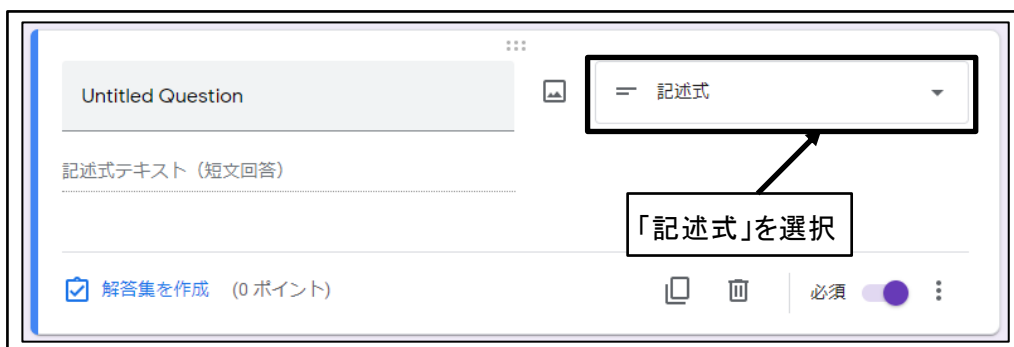 Untitled Question
記述式
記述式テキスト（短文回答）
「記述式」を選択
解答集を作成 (0 ポイント)
必須